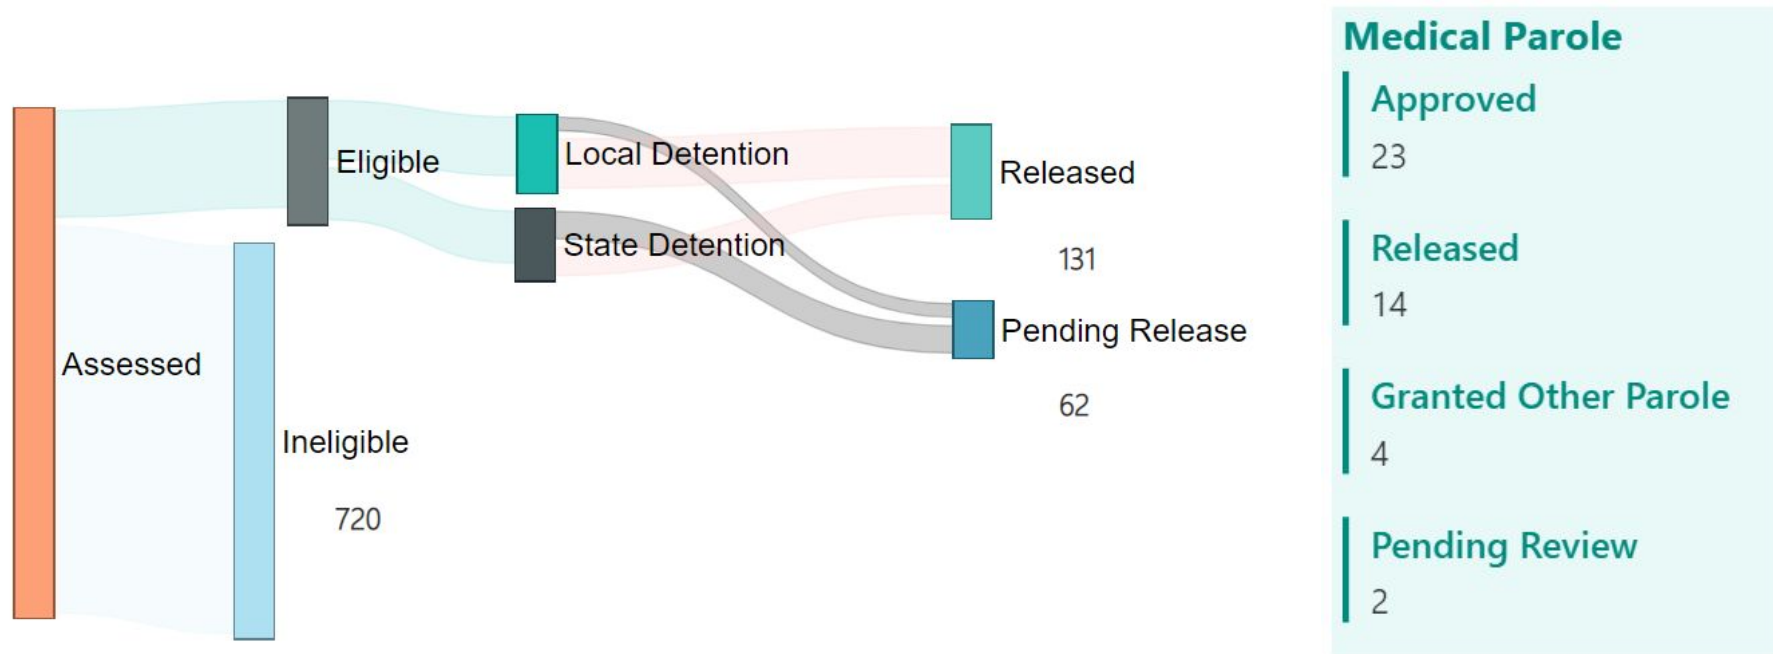 Assessed
Eligible
Ineligible
720
Local Detention
State Detention
Released
131
Pending Release
62
Medical Parole
Approved
23
Released
14
Granted Other Parole
4
Pending Review
2